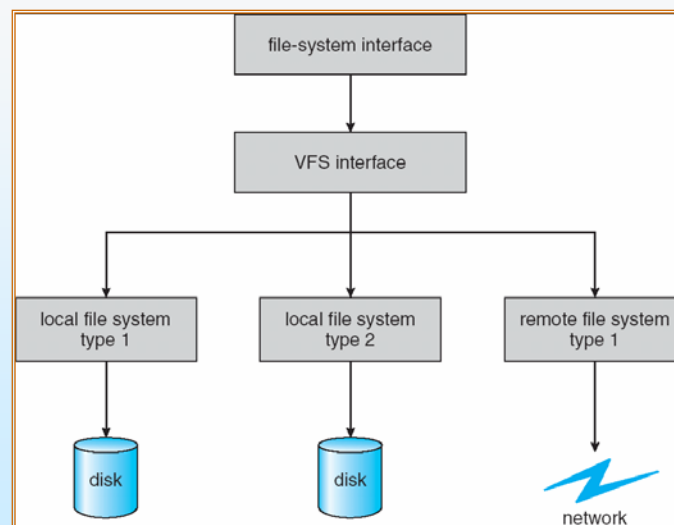 file-system interface
VFS interface
local file system
type 1
local file system
type 2
remote file system
type 1
disk
disk
network